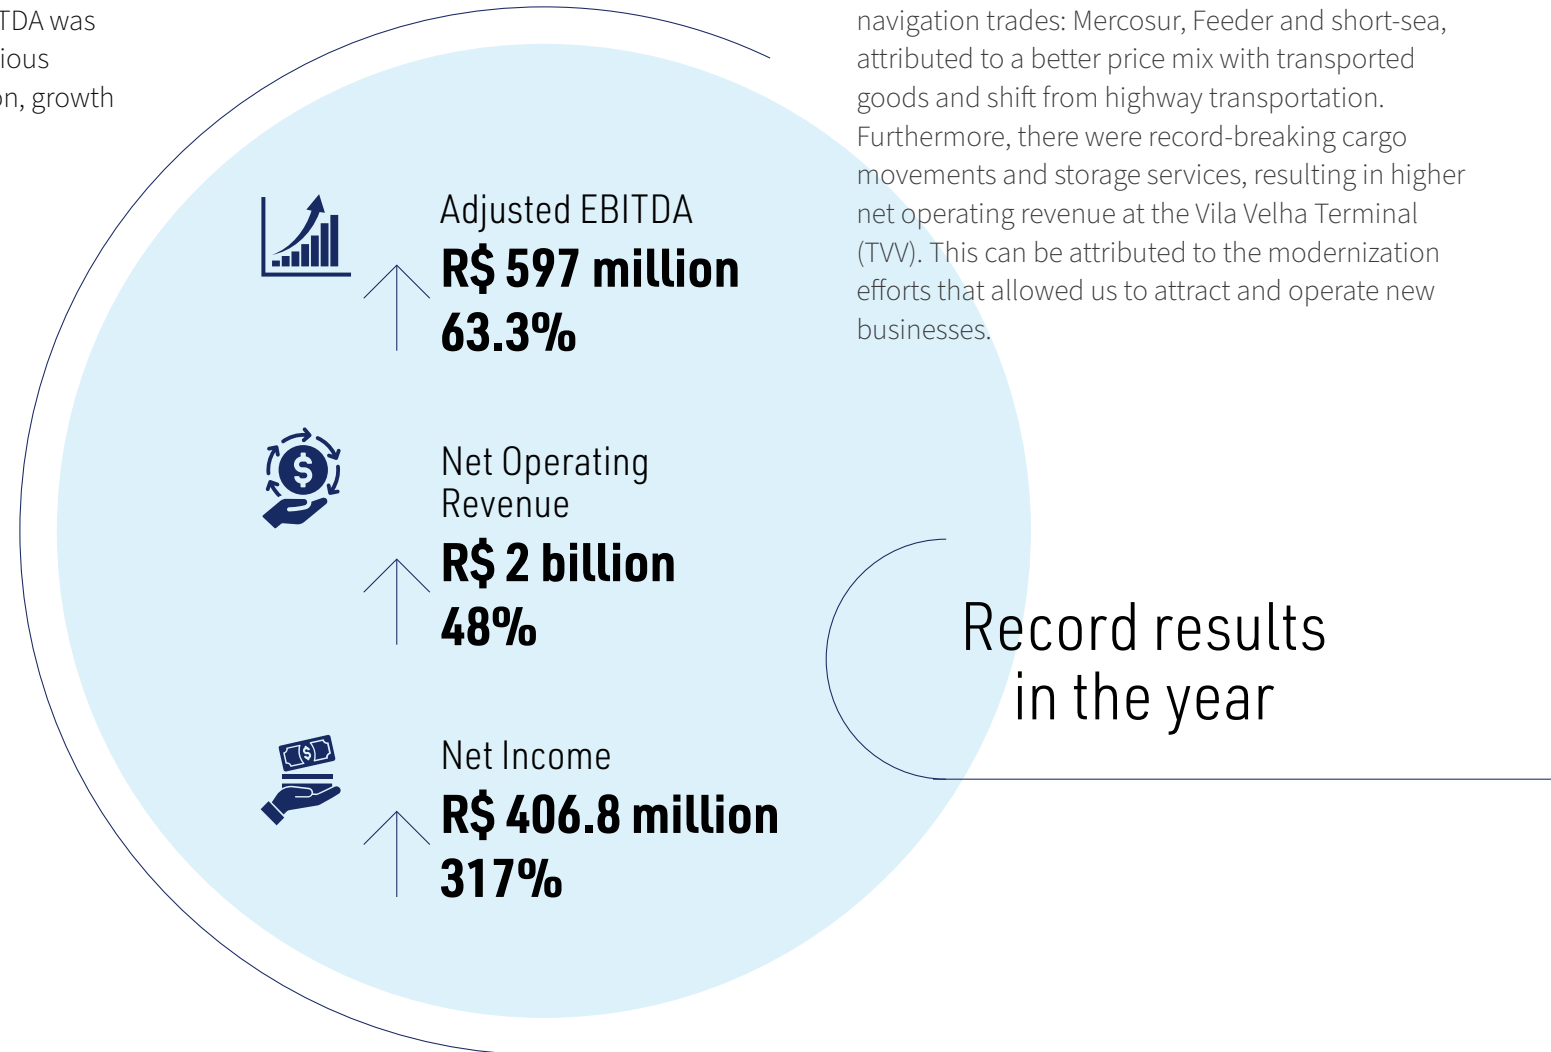 TDA was
ious
on, growth
Adjusted EBITDA
R$ 597 million
63.3%
Net Operating
Revenue
R$ 2 billion
48%
Net Income
R$ 406.8 million
317%
navigation trades: Mercosur, Feeder and short-sea,
attributed to a better price mix with transported
goods and shift from highway transportation.
Furthermore, there were record-breaking cargo
movements and storage services, resulting in higher
net operating revenue at the Vila Velha Terminal
(TVV). This can be attributed to the modernization
efforts that allowed us to attract and operate new
businesses.
Record results
in the year